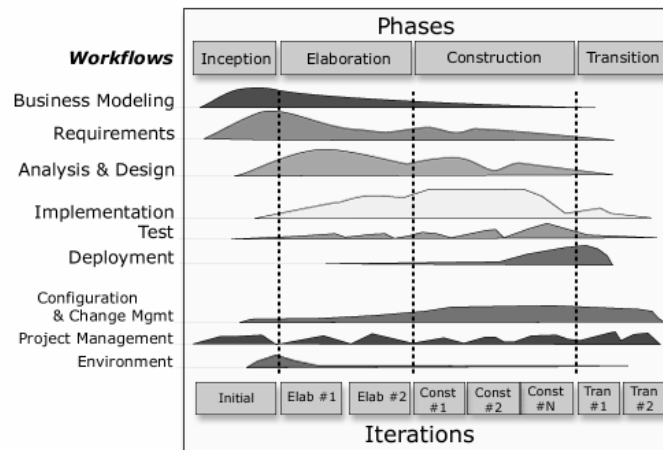 Phases
Workflows
Inception
Elaboration
Construction
Transition
Business Modeling
Requirements
Analysis & Design
Implementation
Test
Deployment
Configuration
& Change Mgmt
Project Management
Environment
Initial
Elab #1
Elab #2
Const
#1
Const
#2
Const
#N
Tran
#1
Tran
#2
Iterations